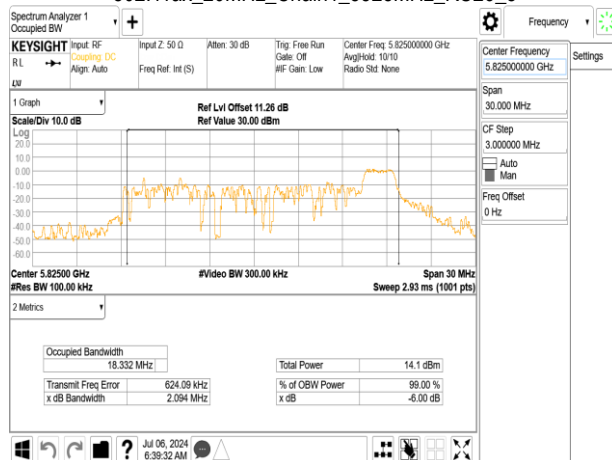 Spectrum Analyzer 1
Occupied BW
Frequency
KEYSIGHT
RL
Input: RF
Coupling: DC
Align: Auto
Input Z: 50 Ω
Freq Ref: Int (S)
Atten: 30 dB
Trig: Free Run
Gate: Off
#IF Gain: Low
Center Freq: 5.825000000 GHz
Avg|Hold: 10/10
Radio Std: None
LXI
Center Frequency
5.825000000 GHz
Settings
Span
30.000 MHz
CF Step
3.000000 MHz
Auto
Man
Freq Offset
0 Hz
1 Graph
Scale/Div 10.0 dB
Ref Lvl Offset 11.26 dB
Ref Value 30.00 dBm
Log
20.0
10.0
0.00
-10.0
-20.0
-30.0
-40.0
-50.0
-60.0
Center 5.82500 GHz
#Res BW 100.00 kHz
#Video BW 300.00 kHz
Span 30 MHz
Sweep 2.93 ms (1001 pts)
2 Metrics
Occupied Bandwidth
18.332 MHz
Total Power 14.1 dBm
Transmit Freq Error 624.09 kHz
% of OBW Power 99.00 %
x dB Bandwidth 2.094 MHz
x dB -6.00 dB
?
Jul 06, 2024
6:39:32 AM